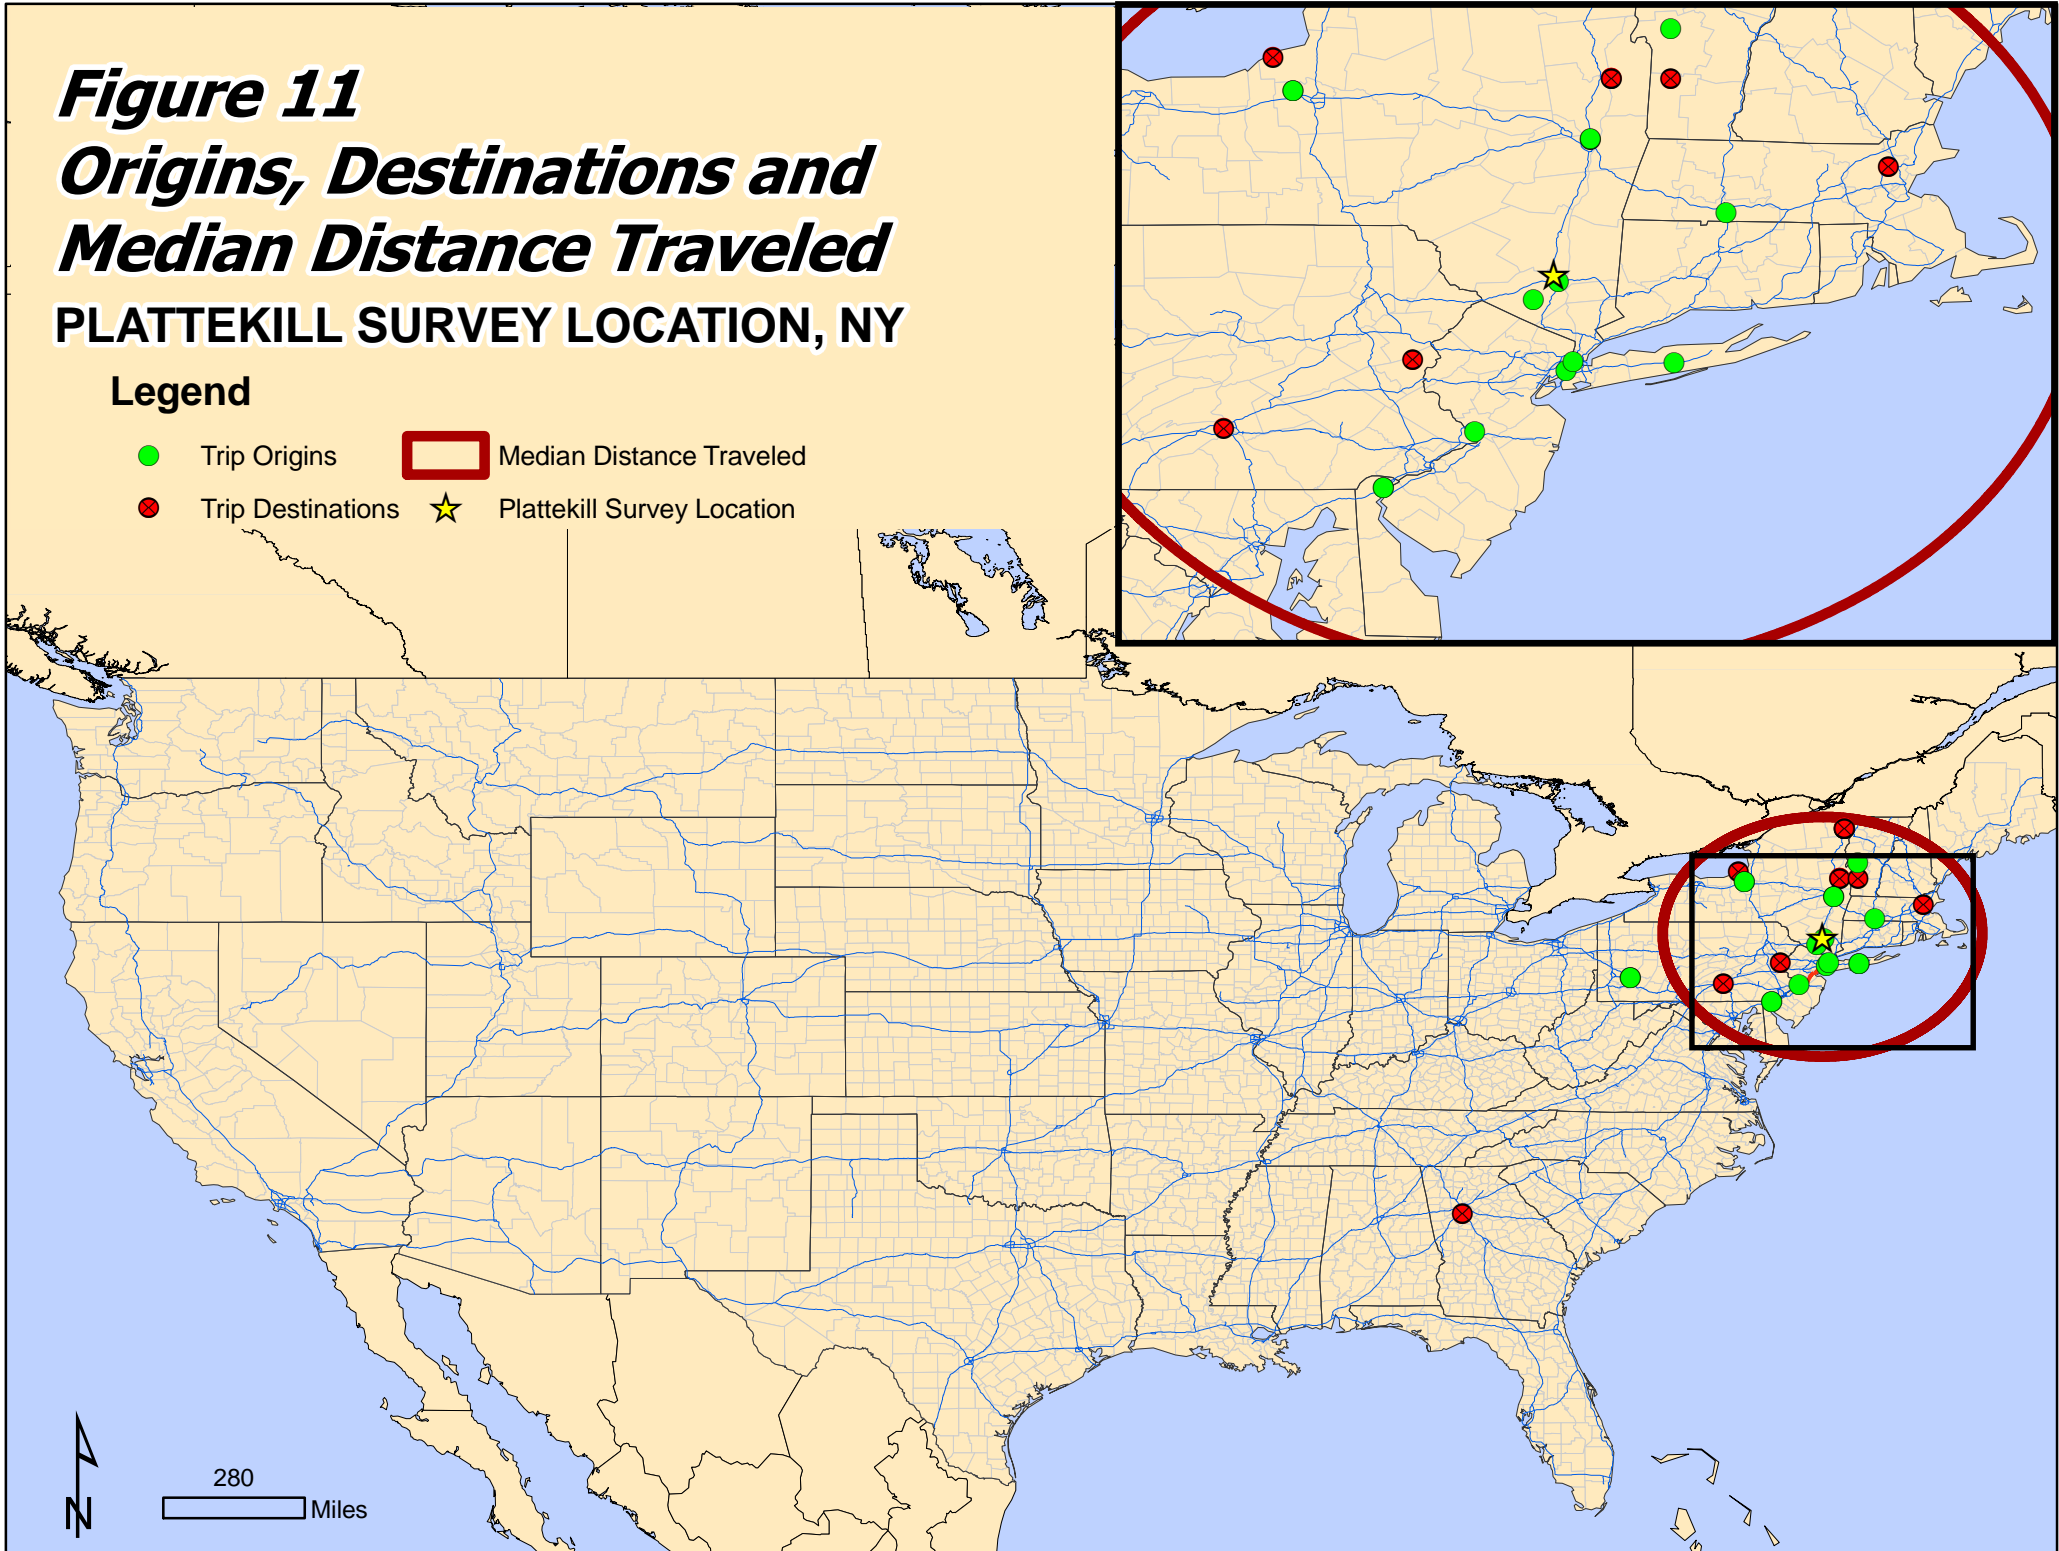 Figure 11
Origins, Destinations and
Median Distance Traveled
PLATTEKILL SURVEY LOCATION, NY
Legend
Trip Origins
Median Distance Traveled
Trip Destinations
Plattekill Survey Location
N
280
Miles